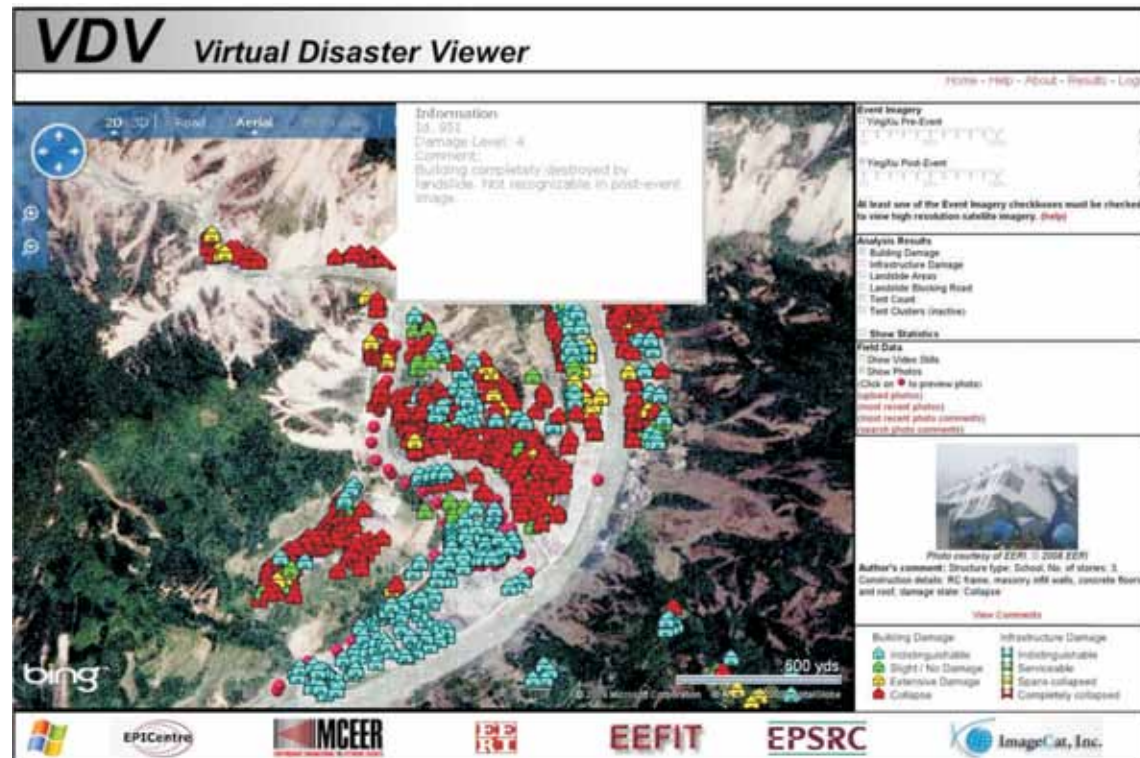 VDV Virtual Disaster Viewer
Home - Help - About - Results - Log
2D 3D Road Aerial
Information
Id: 951
Damage Level: 4
Comment:
Building completely destroyed by
landslide. Not recognizable in post-event
image.
Event Imagery
YingXiu Pre-Event
YingXiu Post-Event
At least one of the Event Imagery checkboxes must be checked
to view high resolution satellite imagery. (help)
Analysis Results
Building Damage
Infrastructure Damage
Landslide Areas
Landslide Blocking Road
Tent Count
Tent Clusters (inactive)
Show Statistics
Field Data
Show Video Stills
Show Photos
(Click on to preview photo)
(upload photos)
(most recent photos)
(most recent photo comments)
(search photo comments)
Photo courtesy of EERI. © 2008 EERI
Author's comment: Structure type: School, No. of stories: 3,
Construction details: RC frame, masonry infill walls, concrete floors
and roof, damage state: Collapse
View Comments
Building Damage
Indistinguishable
Slight / No Damage
Extensive Damage
Collapse
Infrastructure Damage
Indistinguishable
Serviceable
Spans collapsed
Completely collapsed
bing
500 yds
Microsoft Corporation
EPICentre
MCEER
EERI
EEFIT
EPSRC
ImageCat, Inc.